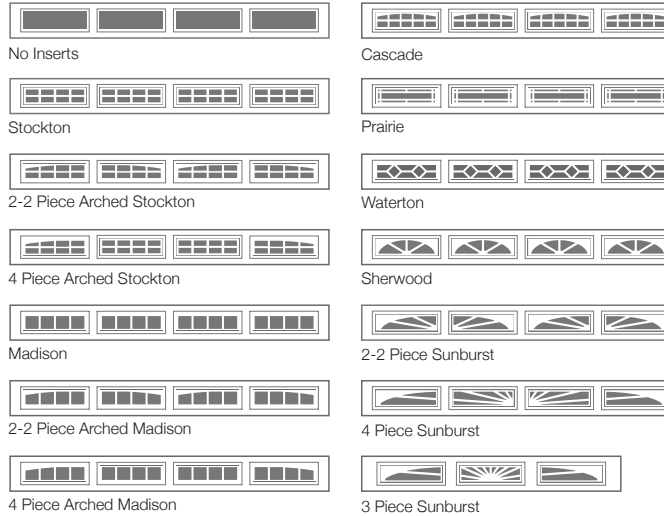 No Inserts
Stockton
2-2 Piece Arched Stockton
4 Piece Arched Stockton
Madison
2-2 Piece Arched Madison
4 Piece Arched Madison
Cascade
Prairie
Waterton
Sherwood
2-2 Piece Sunburst
4 Piece Sunburst
3 Piece Sunburst